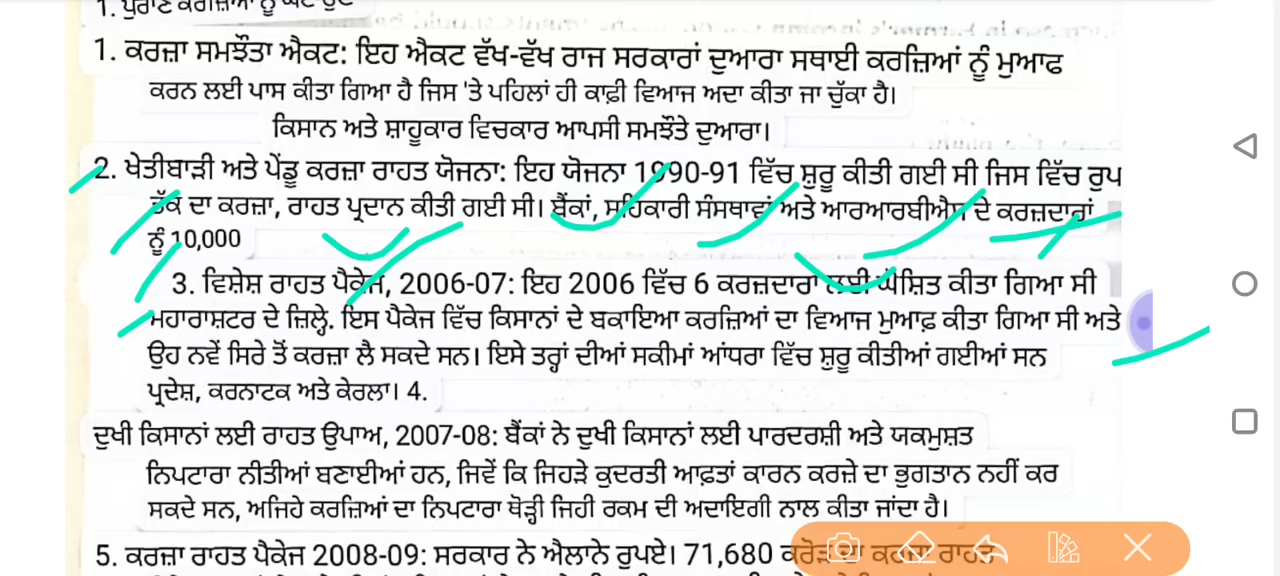 1. ਪੁਰਾਣੇ ਕਰਜ਼ਿਆਂ ਨੂੰ
1. ਕਰਜ਼ਾ ਸਮਝੌਤਾ ਐਕਟ: ਇਹ ਐਕਟ ਵੱਖ-ਵੱਖ ਰਾਜ ਸਰਕਾਰਾਂ ਦੁਆਰਾ ਸਥਾਈ ਕਰਜ਼ਿਆਂ ਨੂੰ ਮੁਆਫ
ਕਰਨ ਲਈ ਪਾਸ ਕੀਤਾ ਗਿਆ ਹੈ ਜਿਸ 'ਤੇ ਪਹਿਲਾਂ ਹੀ ਕਾਫ਼ੀ ਵਿਆਜ ਅਦਾ ਕੀਤਾ ਜਾ ਚੁੱਕਾ ਹੈ।
ਕਿਸਾਨ ਅਤੇ ਸ਼ਾਹੂਕਾਰ ਵਿਚਕਾਰ ਆਪਸੀ ਸਮਝੌਤੇ ਦੁਆਰਾ।
2. ਖੇਤੀਬਾੜੀ ਅਤੇ ਪੇਂਡੂ ਕਰਜ਼ਾ ਰਾਹਤ ਯੋਜਨਾ: ਇਹ ਯੋਜਨਾ 1990-91 ਵਿੱਚ ਸ਼ੁਰੂ ਕੀਤੀ ਗਈ ਸੀ ਜਿਸ ਵਿੱਚ ਰੁਪ
ਤੱਕ ਦਾ ਕਰਜ਼ਾ, ਰਾਹਤ ਪ੍ਰਦਾਨ ਕੀਤੀ ਗਈ ਸੀ। ਬੈਂਕਾਂ, ਸਹਿਕਾਰੀ ਸੰਸਥਾਵਾਂ ਅਤੇ ਆਰਆਰਬੀਐਸ ਦੇ ਕਰਜ਼ਦਾਰਾਂ
ਨੂੰ 10,000
3. ਵਿਸ਼ੇਸ਼ ਰਾਹਤ ਪੈਕੇਜ, 2006-07: ਇਹ 2006 ਵਿੱਚ 6 ਕਰਜ਼ਦਾਰਾਂ ਲਈ ਘੋਸ਼ਿਤ ਕੀਤਾ ਗਿਆ ਸੀ
ਮਹਾਰਾਸ਼ਟਰ ਦੇ ਜ਼ਿਲ੍ਹੇ. ਇਸ ਪੈਕੇਜ ਵਿੱਚ ਕਿਸਾਨਾਂ ਦੇ ਬਕਾਇਆ ਕਰਜ਼ਿਆਂ ਦਾ ਵਿਆਜ ਮੁਆਫ਼ ਕੀਤਾ ਗਿਆ ਸੀ ਅਤੇ
ਉਹ ਨਵੇਂ ਸਿਰੇ ਤੋਂ ਕਰਜ਼ਾ ਲੈ ਸਕਦੇ ਸਨ। ਇਸੇ ਤਰ੍ਹਾਂ ਦੀਆਂ ਸਕੀਮਾਂ ਆਂਧਰਾ ਵਿੱਚ ਸ਼ੁਰੂ ਕੀਤੀਆਂ ਗਈਆਂ ਸਨ
ਪ੍ਰਦੇਸ਼, ਕਰਨਾਟਕ ਅਤੇ ਕੇਰਲਾ। 4.
ਦੁਖੀ ਕਿਸਾਨਾਂ ਲਈ ਰਾਹਤ ਉਪਾਅ, 2007-08: ਬੈਂਕਾਂ ਨੇ ਦੁਖੀ ਕਿਸਾਨਾਂ ਲਈ ਪਾਰਦਰਸ਼ੀ ਅਤੇ ਯਕਮੁਸ਼ਤ
ਨਿਪਟਾਰਾ ਨੀਤੀਆਂ ਬਣਾਈਆਂ ਹਨ, ਜਿਵੇਂ ਕਿ ਜਿਹੜੇ ਕੁਦਰਤੀ ਆਫ਼ਤਾਂ ਕਾਰਨ ਕਰਜ਼ੇ ਦਾ ਭੁਗਤਾਨ ਨਹੀਂ ਕਰ
ਸਕਦੇ ਸਨ, ਅਜਿਹੇ ਕਰਜ਼ਿਆਂ ਦਾ ਨਿਪਟਾਰਾ ਥੋੜ੍ਹੀ ਜਿਹੀ ਰਕਮ ਦੀ ਅਦਾਇਗੀ ਨਾਲ ਕੀਤਾ ਜਾਂਦਾ ਹੈ।
5. ਕਰਜ਼ਾ ਰਾਹਤ ਪੈਕੇਜ 2008-09: ਸਰਕਾਰ ਨੇ ਐਲਾਨੇ ਰੁਪਏ। 71,680 ਕਰੋੜ ਦਾ ਕਰਜ਼ਾ ਰਾਹਤ